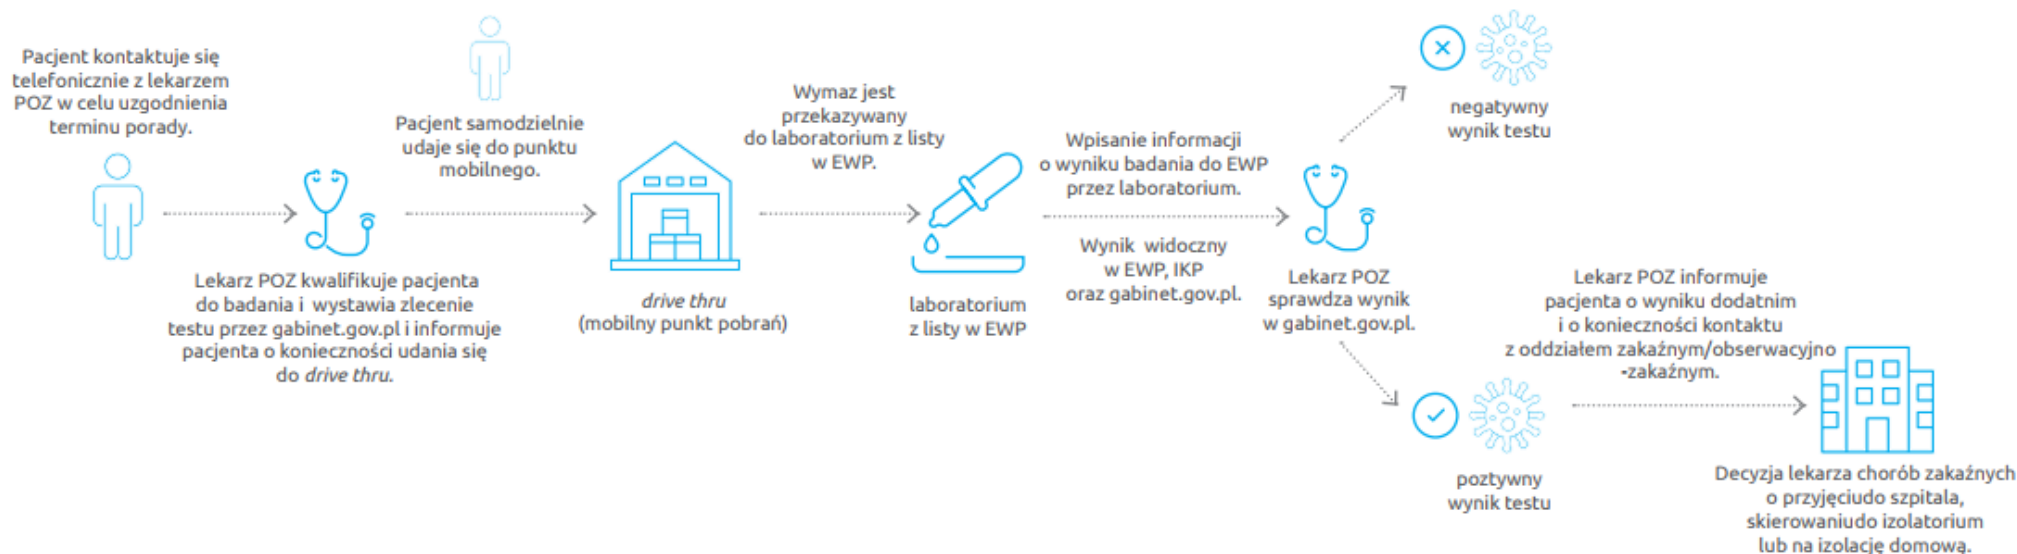 Pacjent kontaktuje się
telefonicznie z lekarzem
POZ w celu uzgodnienia
terminu porady.
Lekarz POZ kwalifikuje pacjenta
do badania i wystawia zlecenie
testu przez gabinet.gov.pl i informuje
pacjenta o konieczności udania się
do drive thru.
Pacjent samodzielnie
udaje się do punktu
mobilnego.
drive thru
(mobilny punkt pobrań)
Wymaz jest
przekazywany
do laboratorium z listy
w EWP.
laboratorium
z listy w EWP
Wpisanie informacji
o wyniku badania do EWP
przez laboratorium.
Wynik widoczny
w EWP, IKP
oraz gabinet.gov.pl.
Lekarz POZ
sprawdza wynik
w gabinet.gov.pl.
negatywny
wynik testu
poztywny
wynik testu
Lekarz POZ informuje
pacjenta o wyniku dodatnim
i o konieczności kontaktu
z oddziałem zakaźnym/obserwacyjno
-zakaźnym.
Decyzja lekarza chorób zakaźnych
o przyjęciudo szpitala,
skierowaniudo izolatorium
lub na izolację domową.